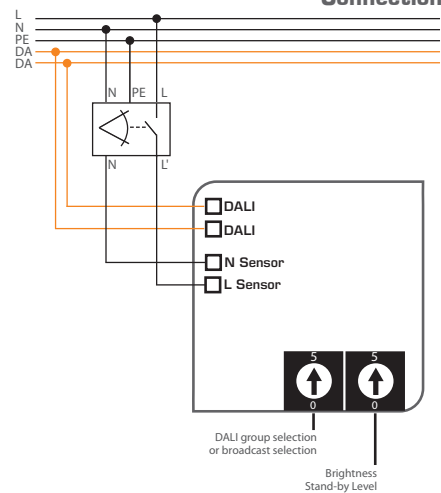 Connection
L
N
PE
DA
DA
N PE L
N L'
DALI
DALI
N Sensor
L Sensor
5 5
0 0
DALI group selection
or broadcast selection
Brightness
Stand-by Level